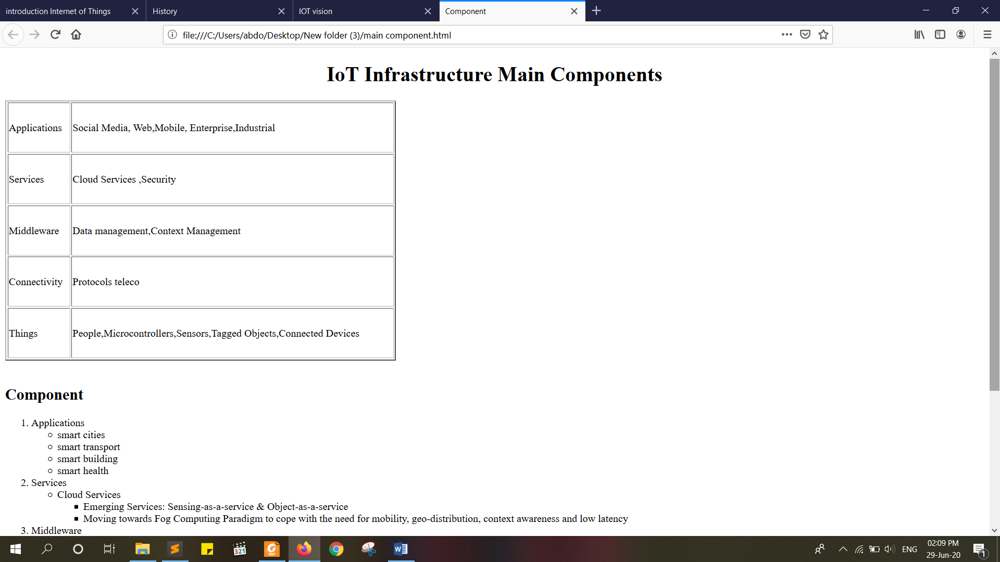 introduction Internet of Things
History
IOT vision
Component
file:///C:/Users/abdo/Desktop/New folder (3)/main component.html
IoT Infrastructure Main Components
Applications Social Media, Web,Mobile, Enterprise,Industrial
Services Cloud Services ,Security
Middleware Data management,Context Management
Connectivity Protocols teleco
Things People,Microcontrollers,Sensors,Tagged Objects,Connected Devices
Component
1. Applications
smart cities
smart transport
smart building
smart health
2. Services
Cloud Services
Emerging Services: Sensing-as-a-service & Object-as-a-service
Moving towards Fog Computing Paradigm to cope with the need for mobility, geo-distribution, context awareness and low latency
3. Middleware
321
PDF
W
ENG
02:09 PM
29-Jun-20
1